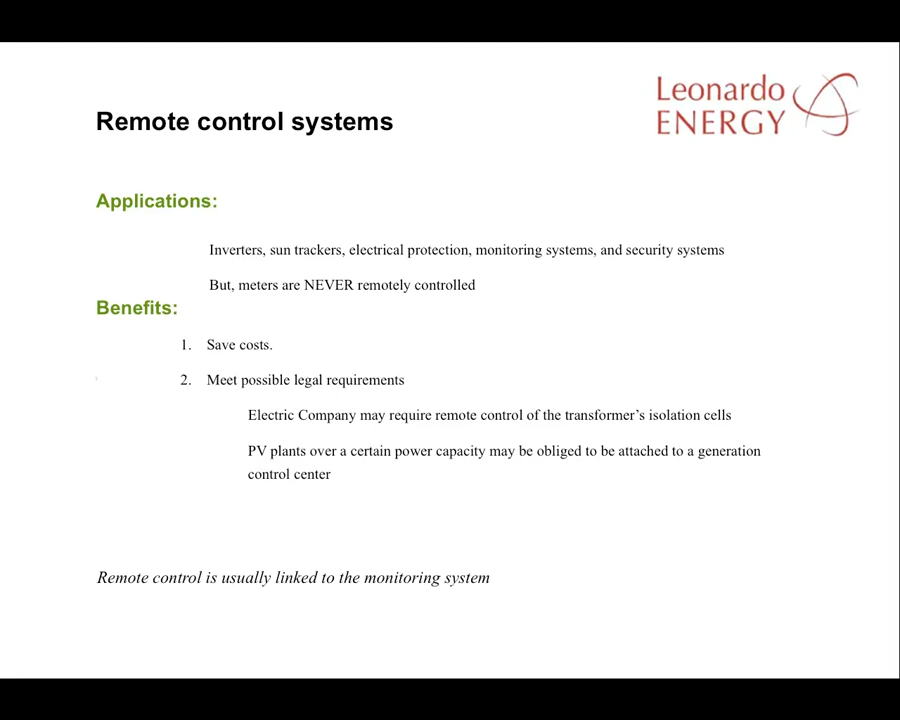 Leonardo
ENERGY
Remote control systems
Applications:
Inverters, sun trackers, electrical protection, monitoring systems, and security systems
But, meters are NEVER remotely controlled
Benefits:
1. Save costs.
2. Meet possible legal requirements
Electric Company may require remote control of the transformer’s isolation cells
PV plants over a certain power capacity may be obliged to be attached to a generation
control center
Remote control is usually linked to the monitoring system